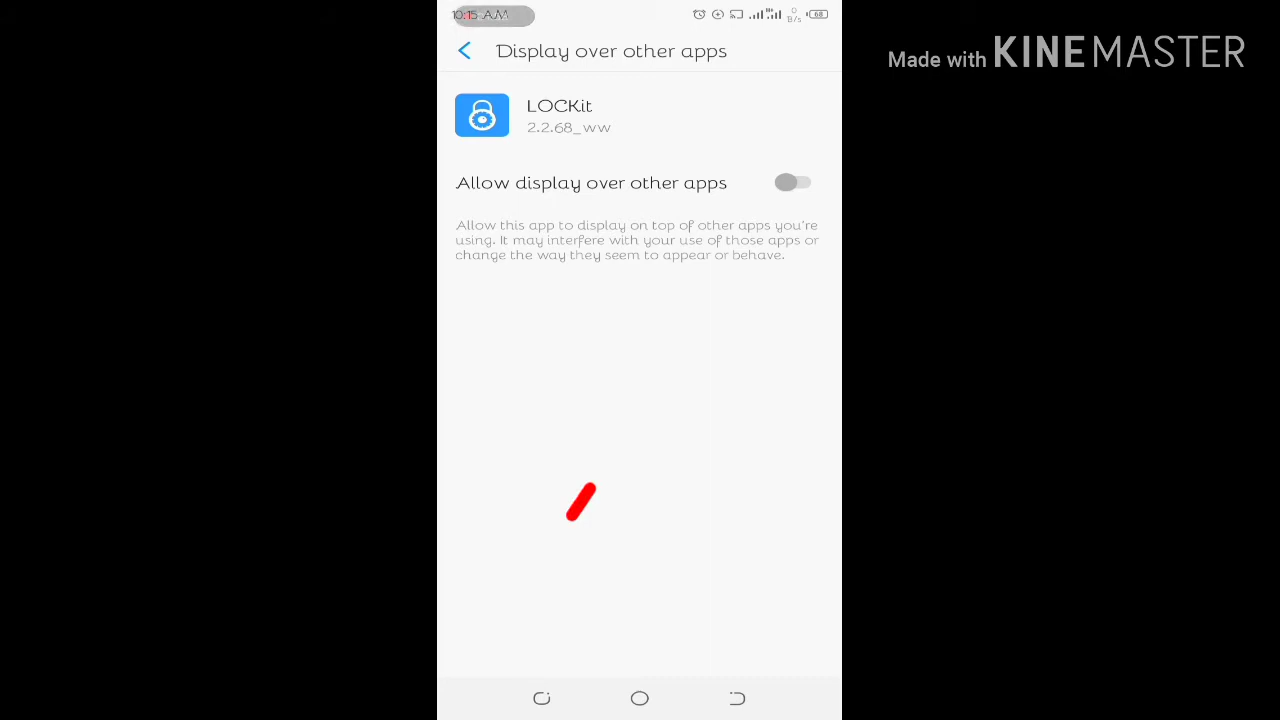 10:15 AM
0
B/s
68
Display over other apps
Made with KINEMASTER
LOCKit
2.2.68_ww
Allow display over other apps
Allow this app to display on top of other apps you're
using. It may interfere with your use of those apps or
change the way they seem to appear or behave.